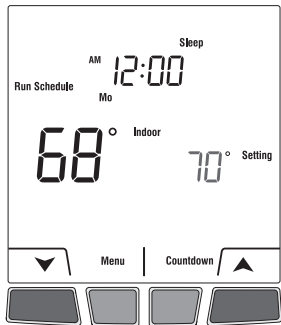 Sleep
AM 12:00
Run Schedule
Mo
68° Indoor
70° Setting
Menu Countdown